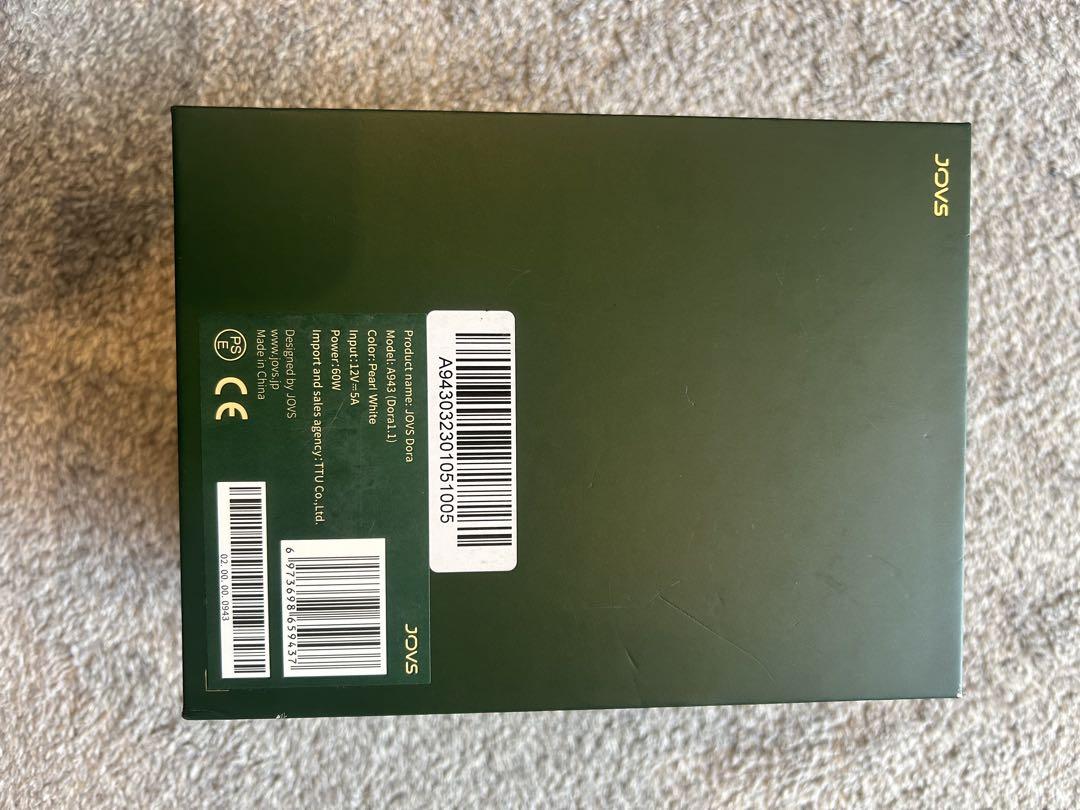 JOVS
A943032301051005
Product name: JOVS Dora
Model: A943 (Dora1.1)
Color: Pearl White
Input:12V⎓5A
Power:60W
Import and sales agency:TTU Co.,Ltd.
Designed by JOVS
www.jovs.jp
Made in China
PS
E
CE
JOVS
6 973698 659437
02. 00. 00. 0943